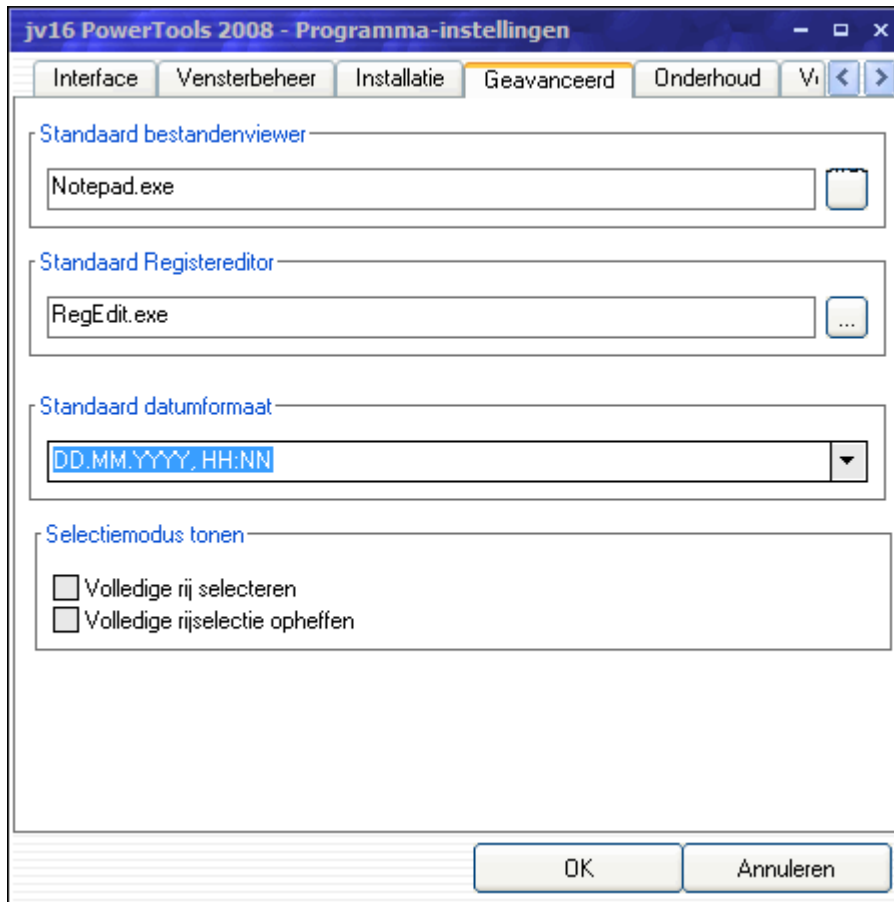 jv16 PowerTools 2008 - Programma-instellingen
Interface Vensterbeheer Installatie Geavanceerd Onderhoud
Standaard bestandenviewer
Notepad.exe
Standaard Registereditor
RegEdit.exe
...
Standaard datumformaat
DD.MM.YYYY, HH:NN
Selectiemodus tonen
Volledige rij selecteren
Volledige rijselectie opheffen
OK Annuleren